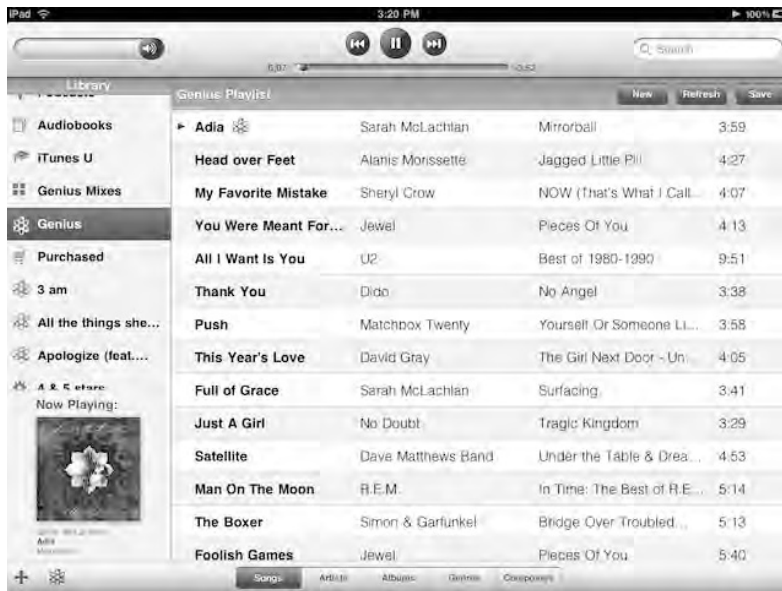 iPad 3:20 PM 100%
Search
Library
Genius Playlist New Refresh Save
Audiobooks
iTunes U
Genius Mixes
Genius
Purchased
3 am
All the things she...
Apologize (feat....
4 & 5 stars
Now Playing:
Adia
Adia Sarah McLachlan Mirrorball 3:59
Head over Feet Alanis Morissette Jagged Little Pill 4:27
My Favorite Mistake Sheryl Crow NOW (That's What I Call... 4:07
You Were Meant For... Jewel Pieces Of You 4:13
All I Want Is You U2 Best of 1980-1990 9:51
Thank You Dido No Angel 3:38
Push Matchbox Twenty Yourself Or Someone Li... 3:58
This Year's Love David Gray The Girl Next Door - Un... 4:05
Full of Grace Sarah McLachlan Surfacing 3:41
Just A Girl No Doubt Tragic Kingdom 3:29
Satellite Dave Matthews Band Under the Table & Drea... 4:53
Man On The Moon R.E.M. In Time: The Best of R.E... 5:14
The Boxer Simon & Garfunkel Bridge Over Troubled... 5:13
Foolish Games Jewel Pieces Of You 5:40
Songs Artists Albums Genres Composers